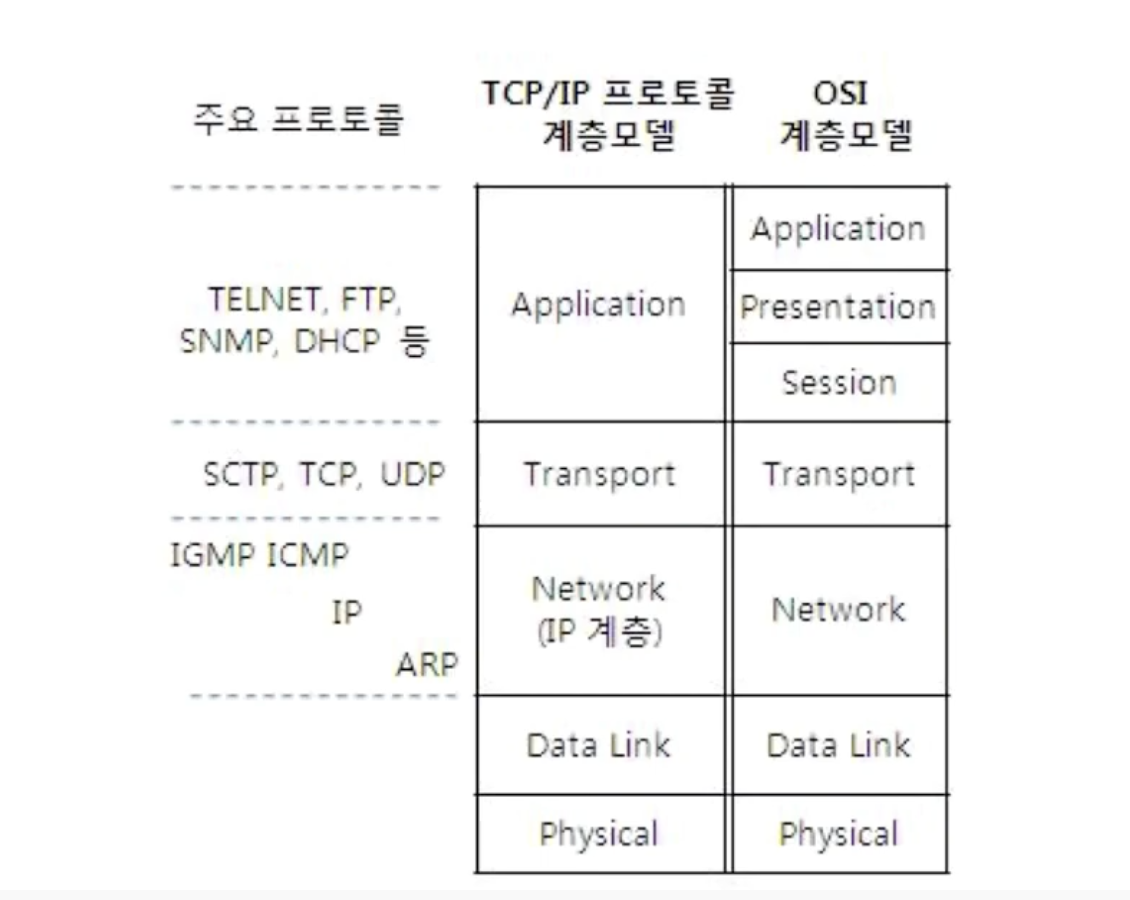 주요 프로토콜
TCP/IP 프로토콜
계층모델
OSI
계층모델
TELNET, FTP,
SNMP, DHCP 등
Application
Application
Presentation
Session
SCTP, TCP, UDP
Transport
Transport
IGMP ICMP
IP
ARP
Network
(IP 계층)
Network
Data Link
Data Link
Physical
Physical